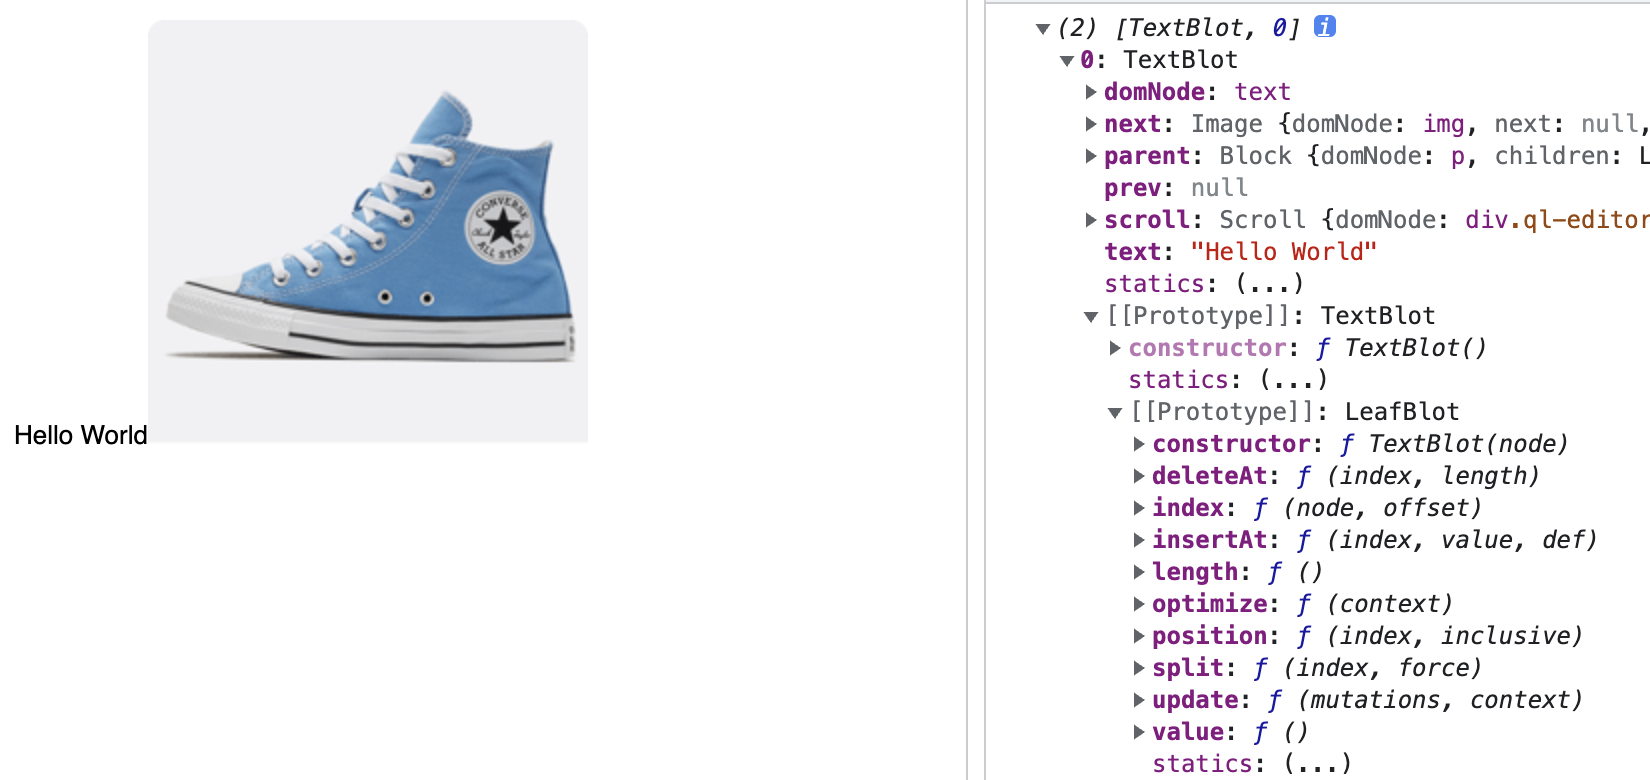 CONVERSE
ALL STAR
Hello World
(2) [TextBlot, 0] i
0: TextBlot
domNode: text
next: Image {domNode: img, next: null,
parent: Block {domNode: p, children: L
prev: null
scroll: Scroll {domNode: div.ql-editor
text: "Hello World"
statics: (...)
[[Prototype]]: TextBlot
constructor: ƒ TextBlot()
statics: (...)
[[Prototype]]: LeafBlot
constructor: ƒ TextBlot(node)
deleteAt: ƒ (index, length)
index: ƒ (node, offset)
insertAt: ƒ (index, value, def)
length: ƒ ()
optimize: ƒ (context)
position: ƒ (index, inclusive)
split: ƒ (index, force)
update: ƒ (mutations, context)
value: ƒ ()
statics: (...)